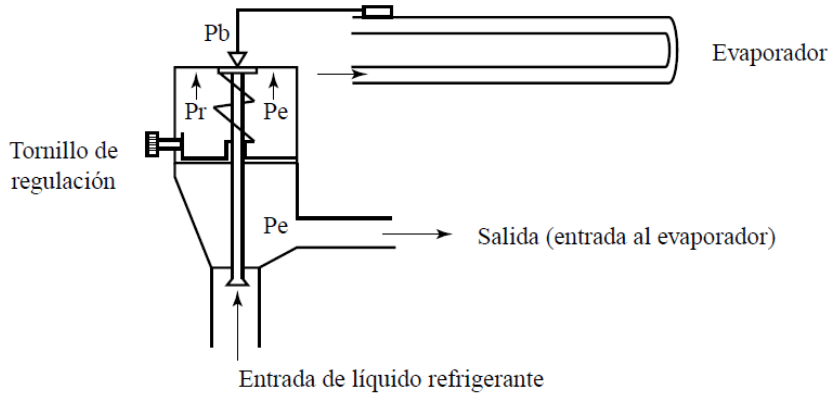 Pb
Evaporador
Pr
Pe
Tornillo de
regulación
Pe
Salida (entrada al evaporador)
Entrada de líquido refrigerante